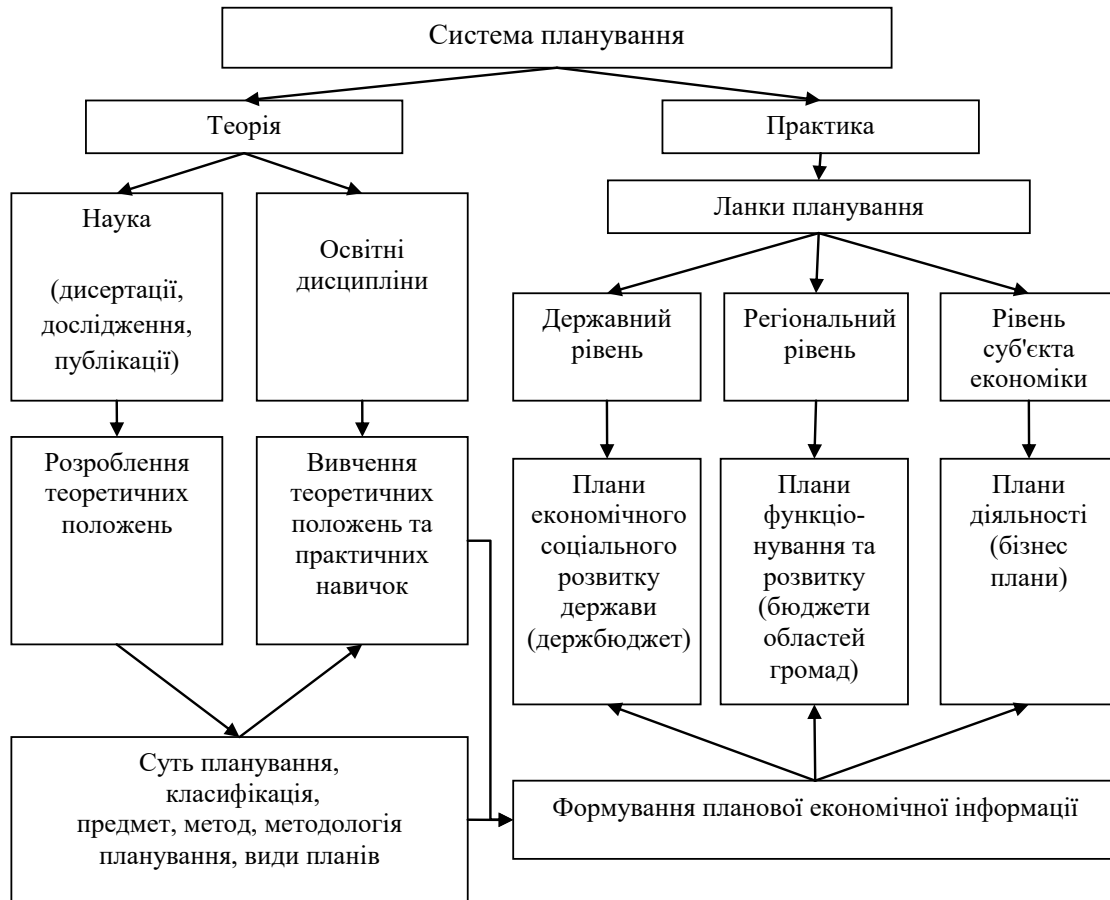 Система планування
Теорія
Практика
Наука
(дисертації,
дослідження,
публікації)
Освітні
дисципліни
Ланки планування
Державний
рівень
Регіональний
рівень
Рівень
суб'єкта
економіки
Розроблення
теоретичних
положень
Вивчення
теоретичних
положень та
практичних
навичок
Плани
економічного
соціального
розвитку
держави
(держбюджет)
Плани
функціо-
нування та
розвитку
(бюджети
областей
громад)
Плани
діяльності
(бізнес
плани)
Суть планування,
класифікація,
предмет, метод, методологія
планування, види планів
Формування планової економічної інформації